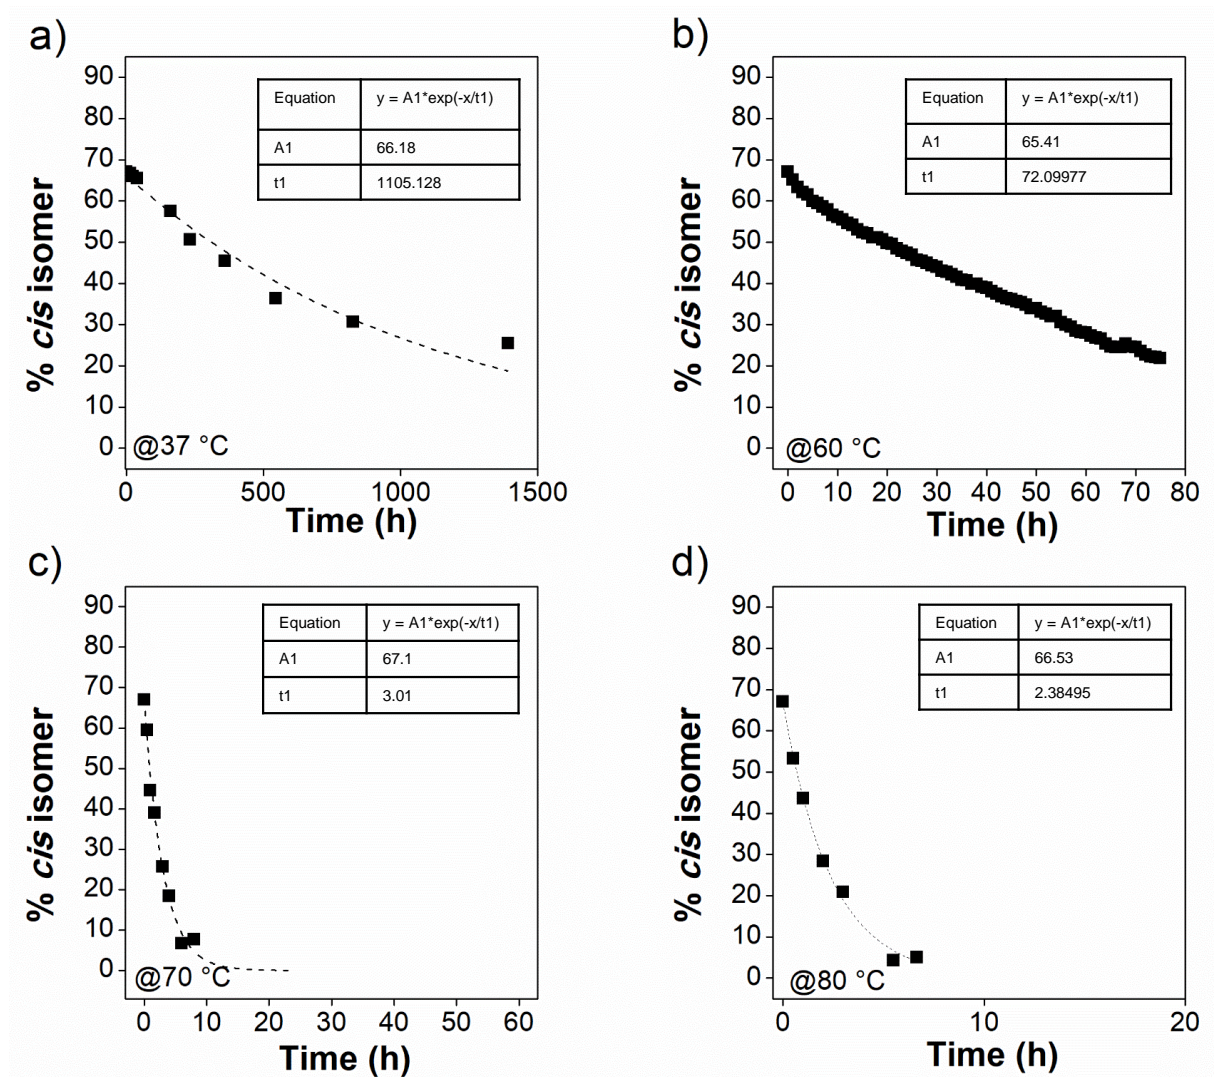 a)
90
80
70
60
50
40
30
20
10
0
% cis isomer
Equation y = A1*exp(-x/t1)
A1 66.18
t1 1105.128
@37 °C
0 500 1000 1500
Time (h)
b)
90
80
70
60
50
40
30
20
10
0
% cis isomer
Equation y = A1*exp(-x/t1)
A1 65.41
t1 72.09977
@60 °C
0 10 20 30 40 50 60 70 80
Time (h)
c)
90
80
70
60
50
40
30
20
10
0
% cis isomer
Equation y = A1*exp(-x/t1)
A1 67.1
t1 3.01
@70 °C
0 10 20 30 40 50 60
Time (h)
d)
90
80
70
60
50
40
30
20
10
0
% cis isomer
Equation y = A1*exp(-x/t1)
A1 66.53
t1 2.38495
@80 °C
0 10 20
Time (h)